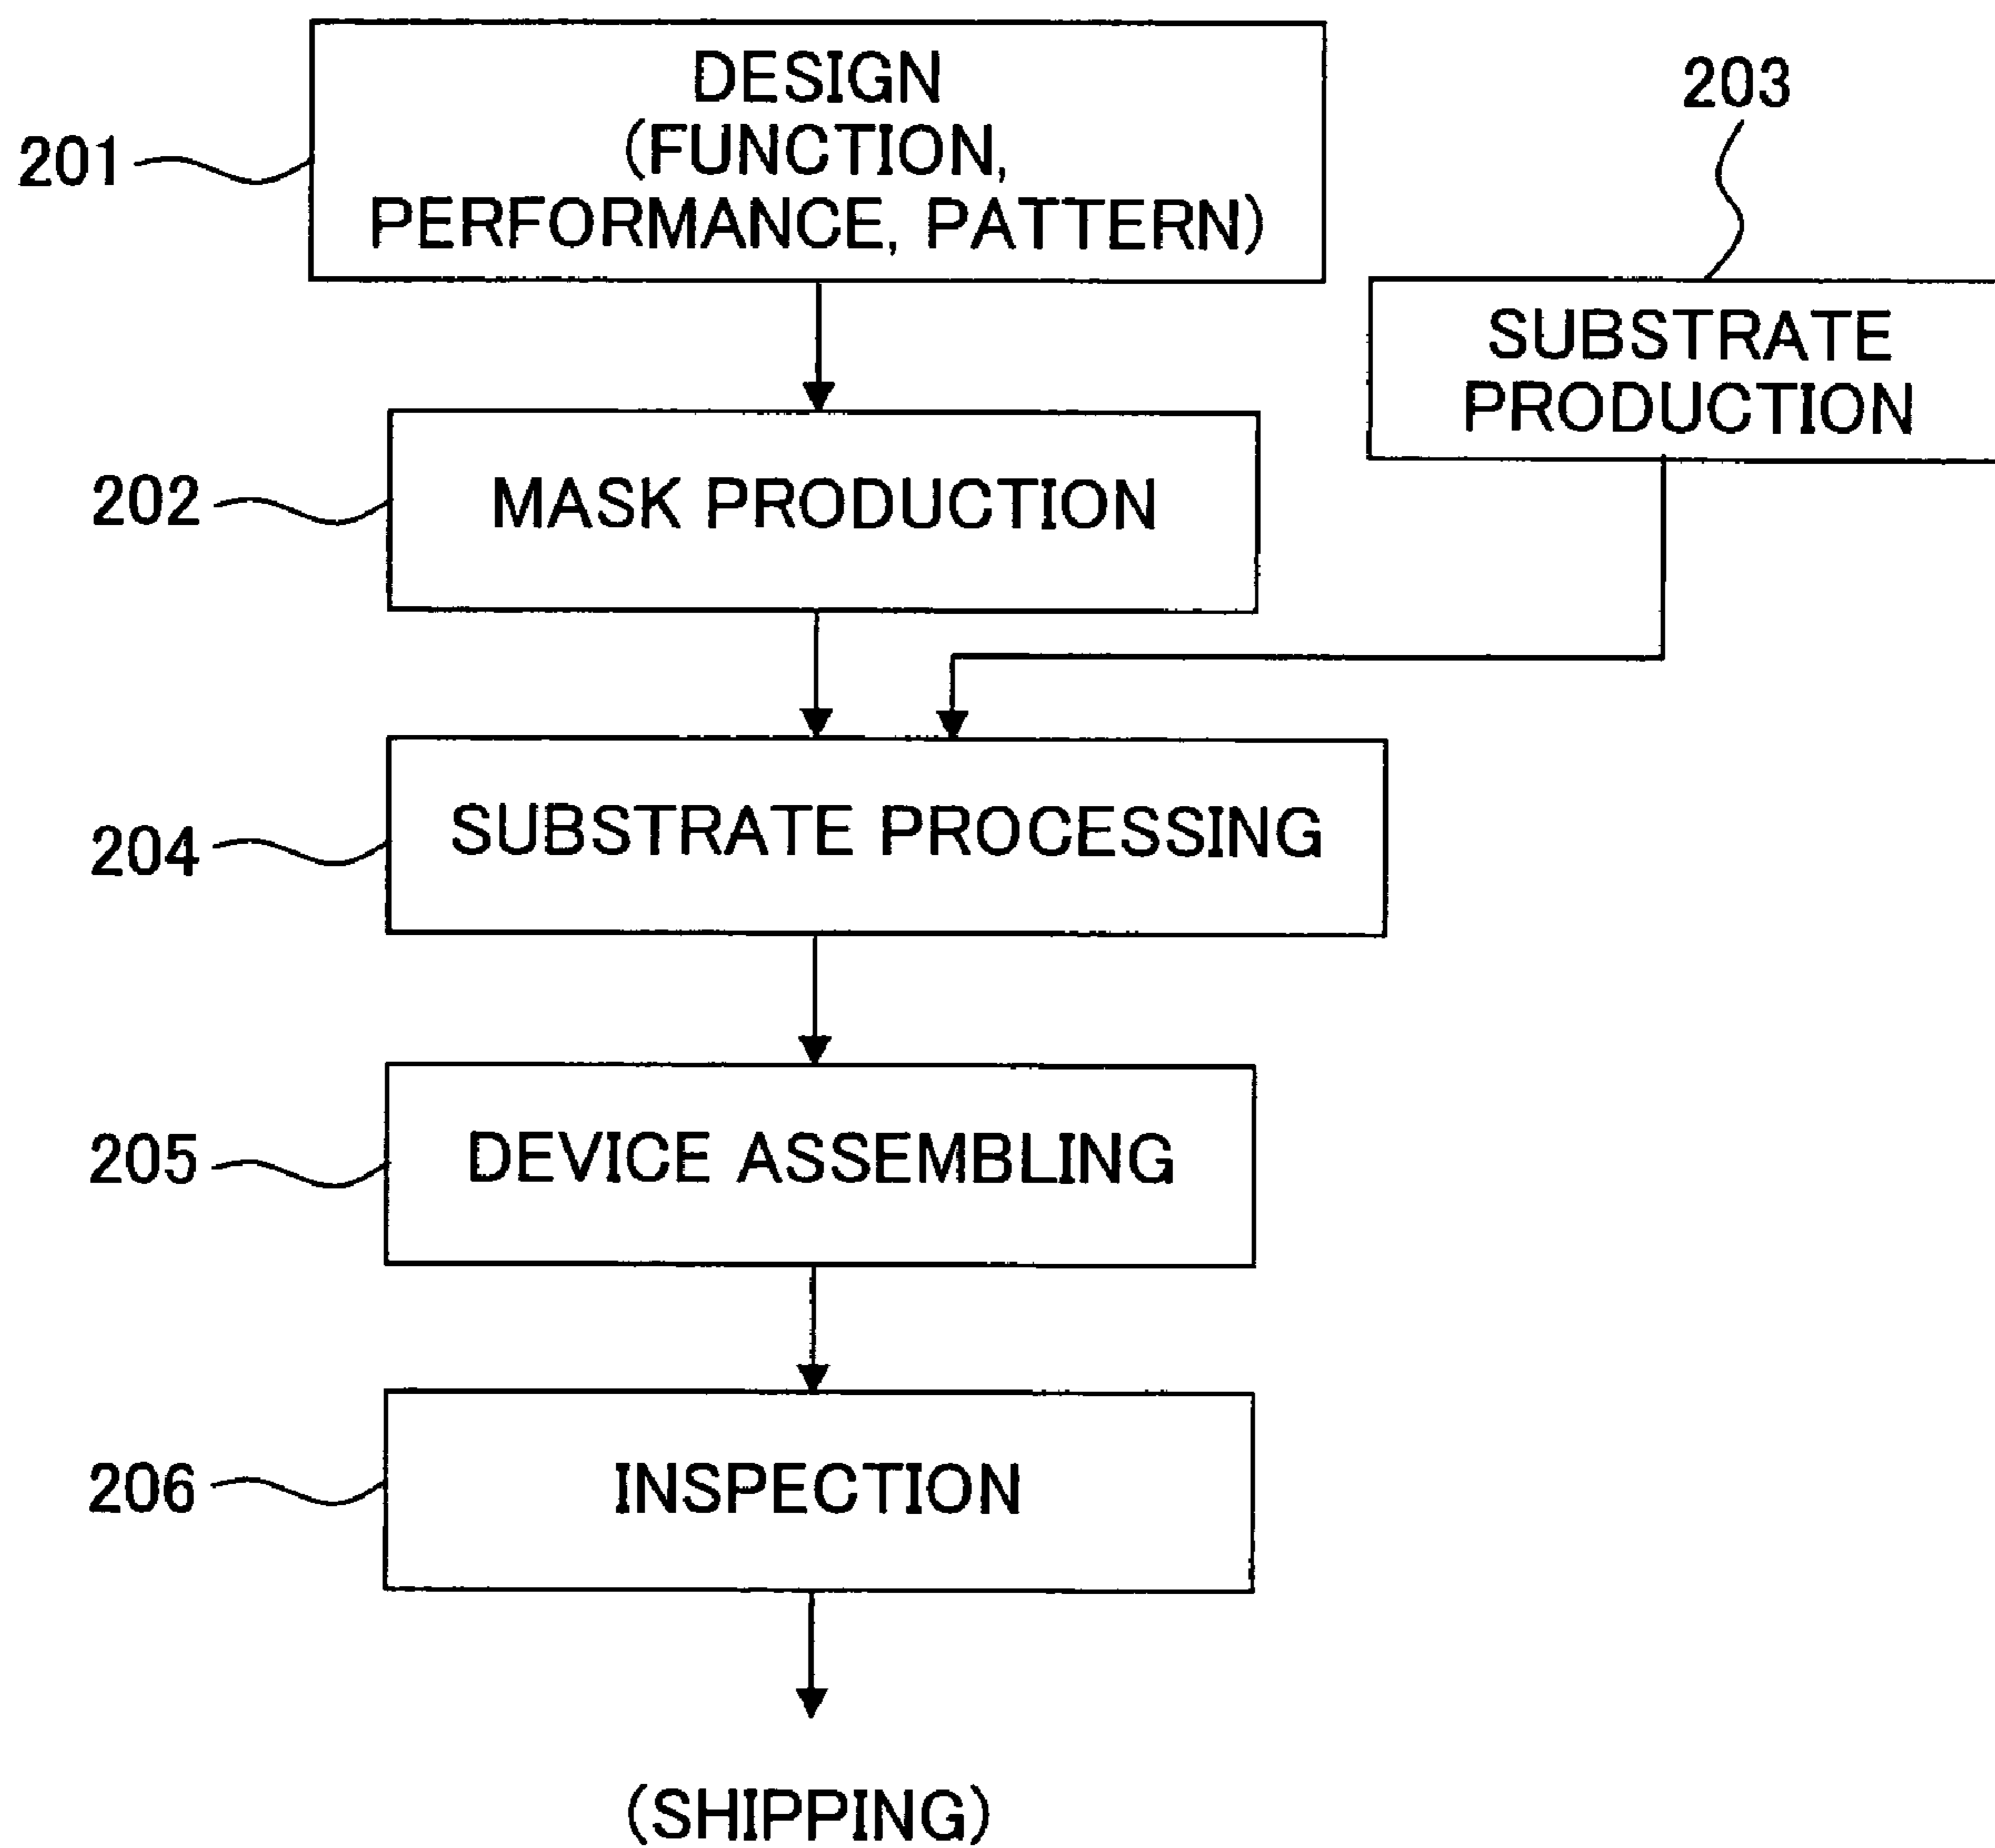 201
DESIGN
(FUNCTION,
PERFORMANCE, PATTERN)
203
SUBSTRATE
PRODUCTION
202
MASK PRODUCTION
204
SUBSTRATE PROCESSING
205
DEVICE ASSEMBLING
206
INSPECTION
(SHIPPING)